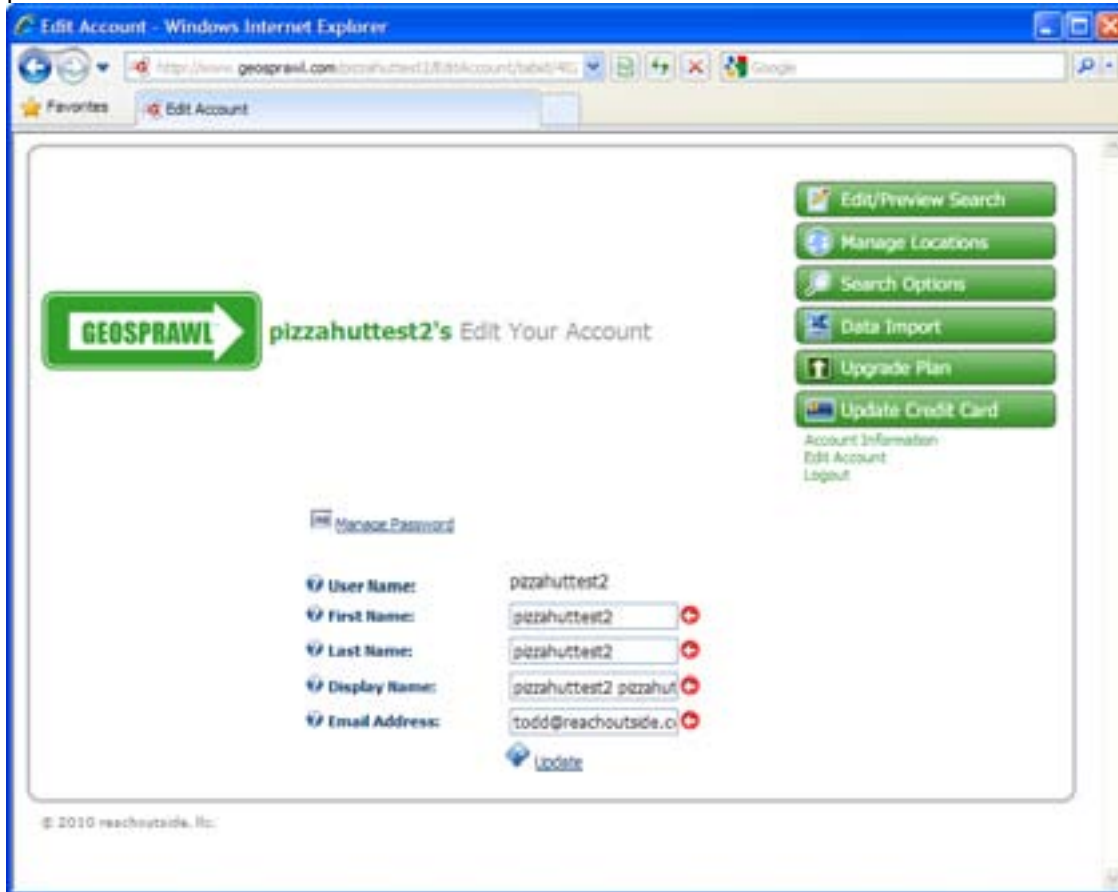 Edit Account - Windows Internet Explorer
geosprawl.com
Google
Favorites
Edit Account
Edit/Preview Search
Manage Locations
Search Options
Data Import
Upgrade Plan
Update Credit Card
Account Information
Edit Account
Logout
GEOSPRAWL
pizzahuttest2's Edit Your Account
Manage Password
User Name: pizzahuttest2
First Name: pizzahuttest2
Last Name: pizzahuttest2
Display Name: pizzahuttest2 pizzahut
Email Address: todd@reachoutside.c
Update
© 2010 reachoutside, llc.